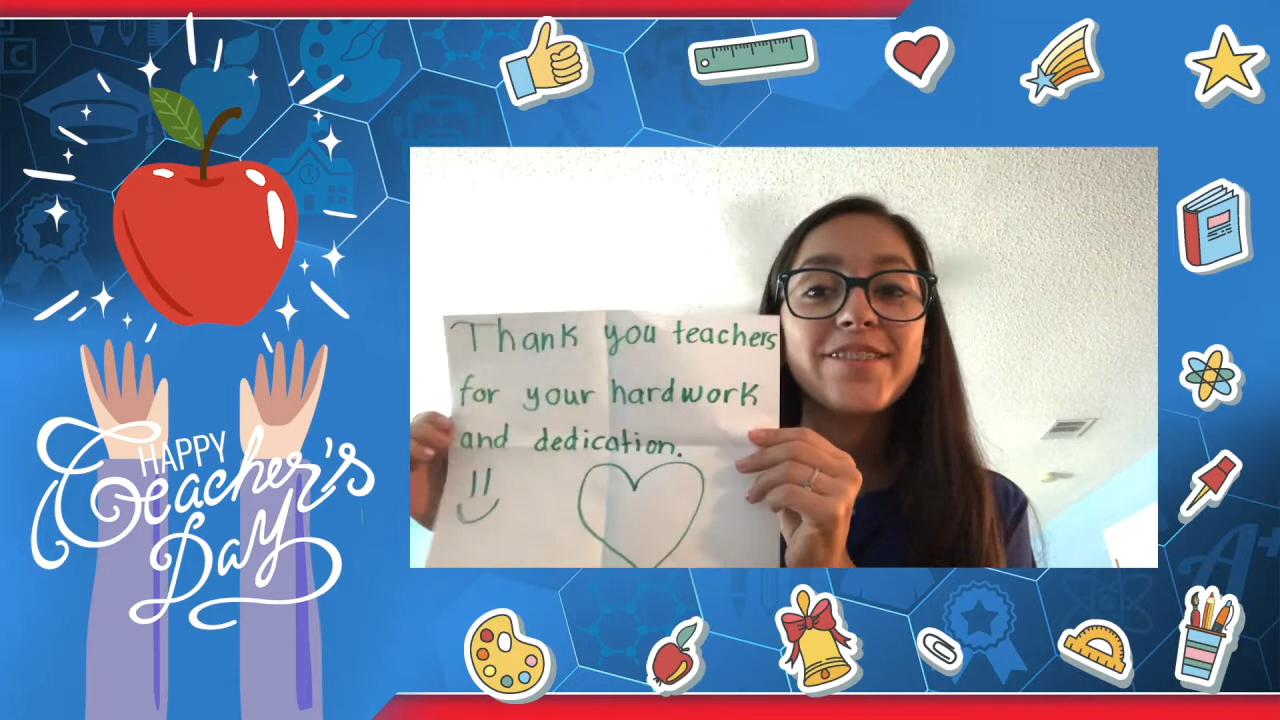 HAPPY
Teacher's
Day
Thank you teachers
for your hardwork
and dedication.
C
A+